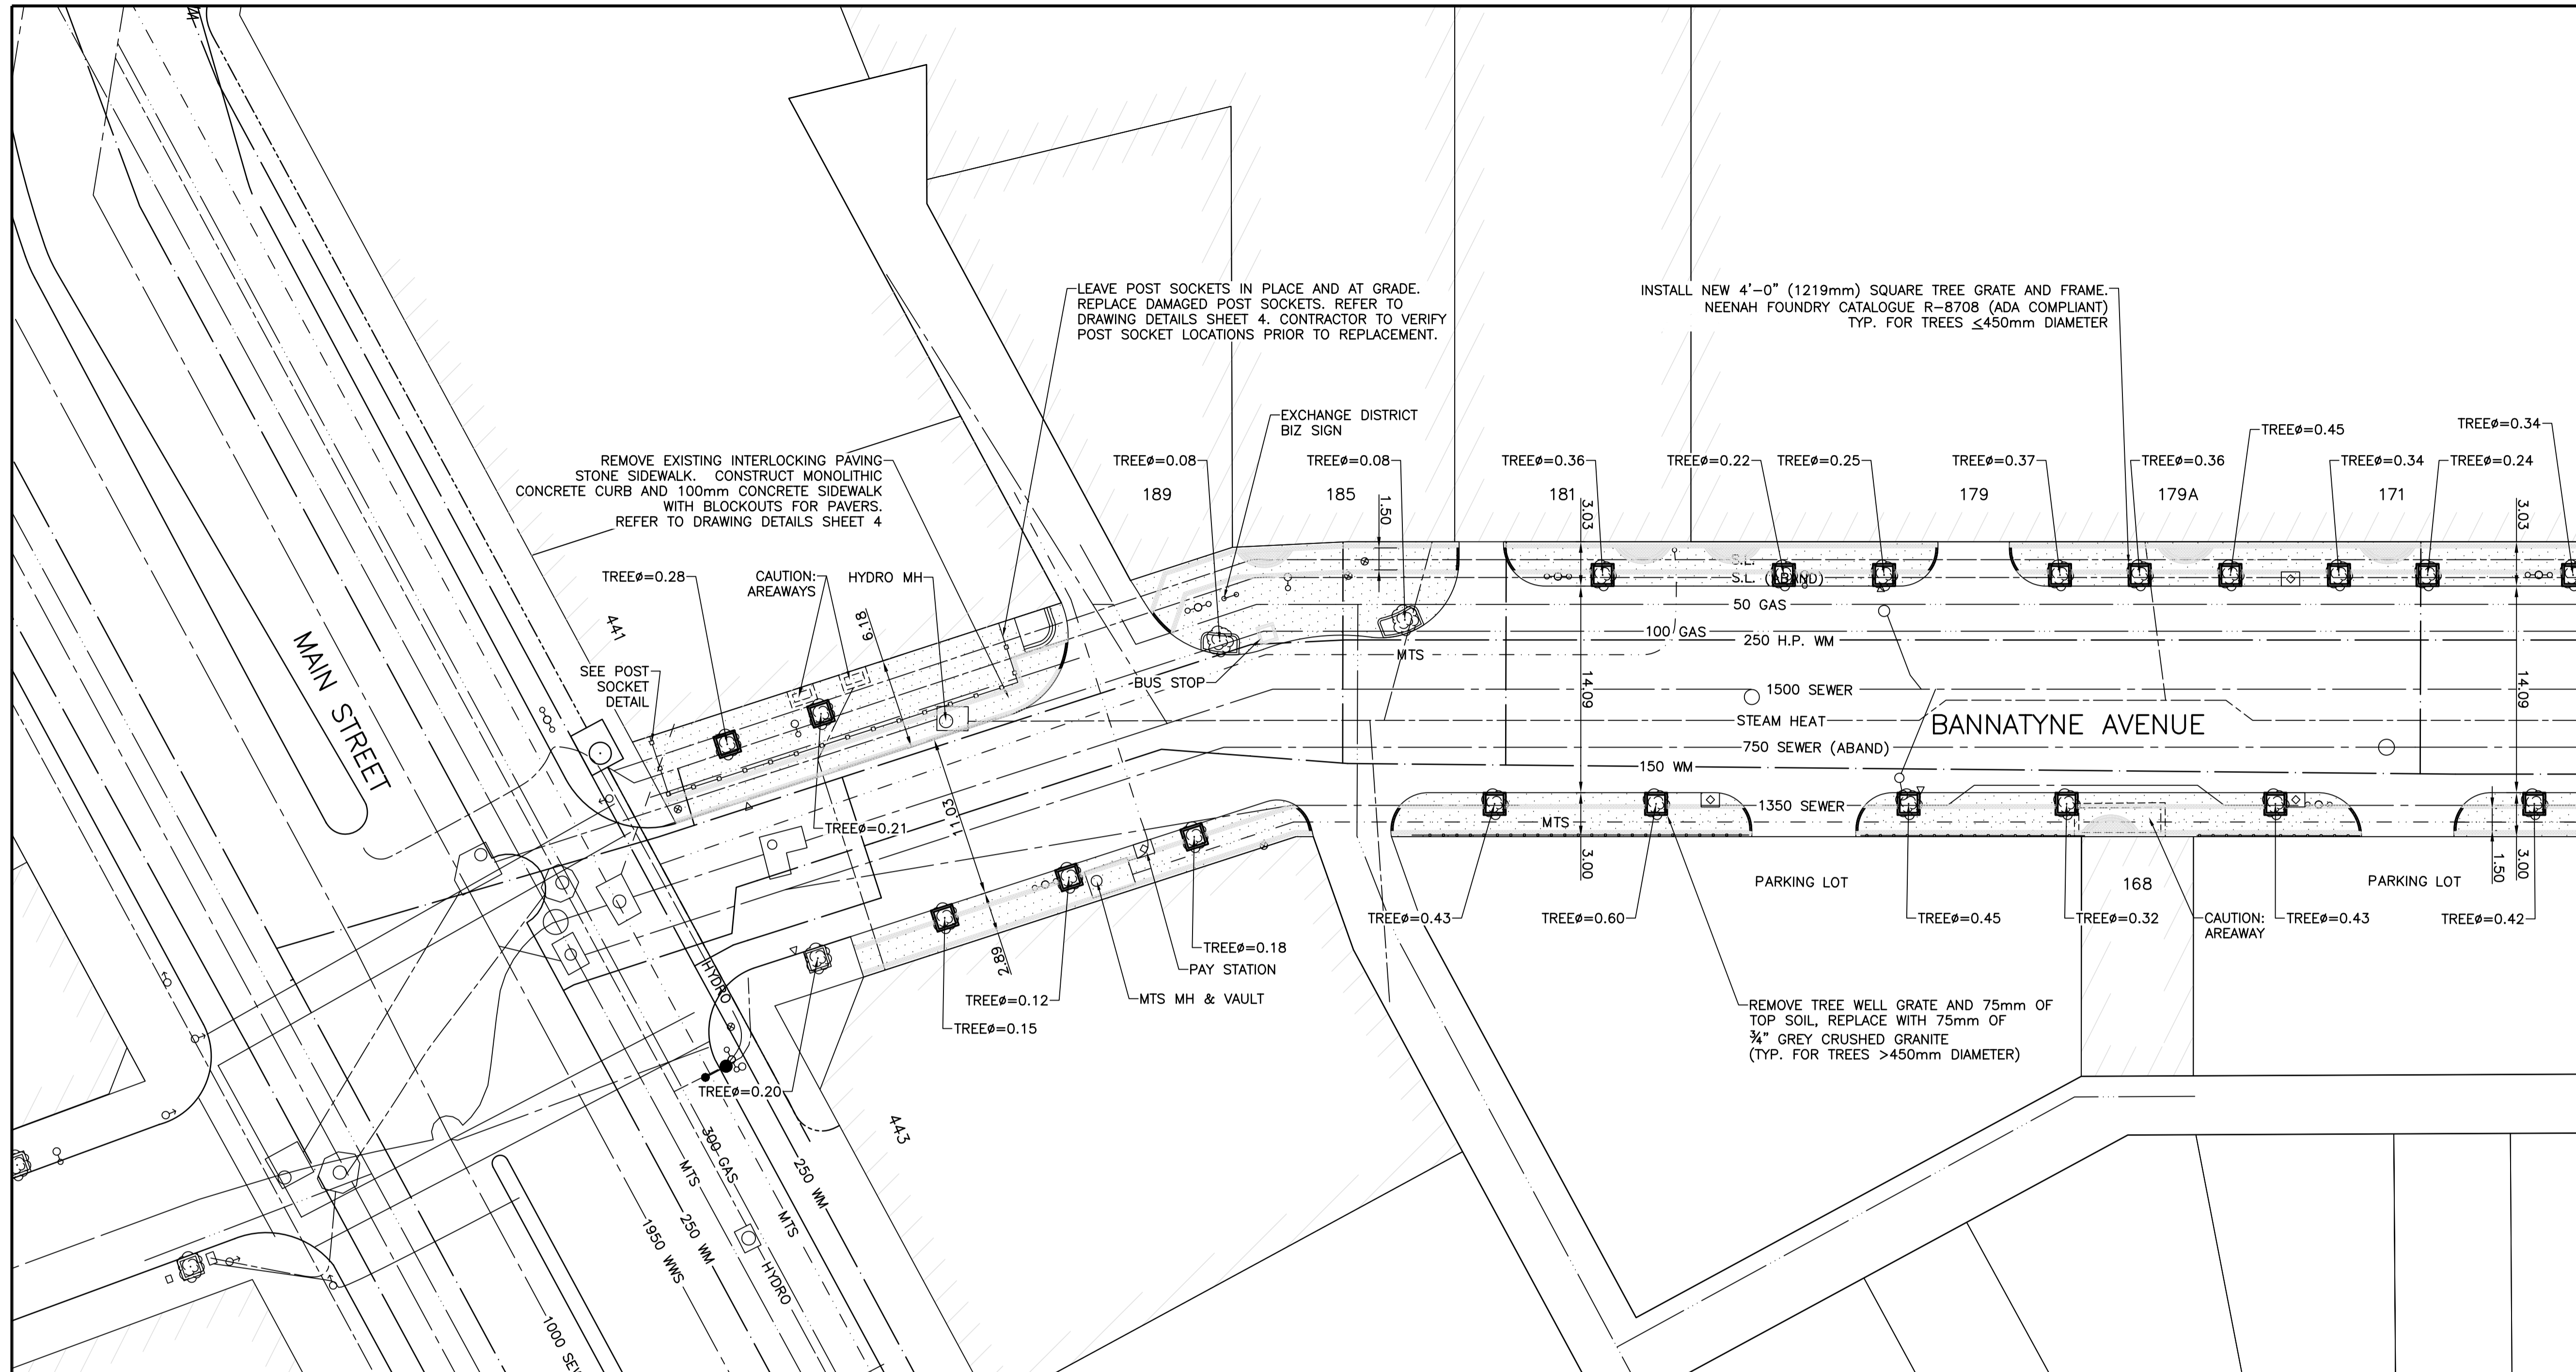 LEAVE POST SOCKETS IN PLACE AND AT GRADE.
REPLACE DAMAGED POST SOCKETS. REFER TO
DRAWING DETAILS SHEET 4. CONTRACTOR TO VERIFY
POST SOCKET LOCATIONS PRIOR TO REPLACEMENT.
INSTALL NEW 4'-0" (1219mm) SQUARE TREE GRATE AND FRAME.
NEENAH FOUNDRY CATALOGUE R-8708 (ADA COMPLIANT)
TYP. FOR TREES ≤450mm DIAMETER
EXCHANGE DISTRICT
BIZ SIGN
REMOVE EXISTING INTERLOCKING PAVING
STONE SIDEWALK. CONSTRUCT MONOLITHIC
CONCRETE CURB AND 100mm CONCRETE SIDEWALK
WITH BLOCKOUTS FOR PAVERS.
REFER TO DRAWING DETAILS SHEET 4
TREEø=0.08
TREEø=0.08
TREEø=0.36
TREEø=0.22
TREEø=0.25
TREEø=0.37
TREEø=0.36
TREEø=0.45
TREEø=0.34
TREEø=0.24
TREEø=0.34
189
185
181
179
179A
171
1.50
3.03
3.03
TREEø=0.28
CAUTION:
AREAWAYS
HYDRO MH
441
6.18
SEE POST
SOCKET
DETAIL
MAIN STREET
S.L.
S.L. (ABAND)
50 GAS
100 GAS
250 H.P. WM
MTS
BUS STOP
14.09
14.09
1500 SEWER
STEAM HEAT
BANNATYNE AVENUE
750 SEWER (ABAND)
150 WM
1350 SEWER
MTS
TREEø=0.21
11.03
2.89
3.00
1.50
3.00
PARKING LOT
168
PARKING LOT
TREEø=0.43
TREEø=0.60
TREEø=0.45
TREEø=0.32
CAUTION:
AREAWAY
TREEø=0.43
TREEø=0.42
TREEø=0.18
PAY STATION
MTS MH & VAULT
TREEø=0.12
TREEø=0.15
TREEø=0.20
REMOVE TREE WELL GRATE AND 75mm OF
TOP SOIL, REPLACE WITH 75mm OF
¾" GREY CRUSHED GRANITE
(TYP. FOR TREES >450mm DIAMETER)
HYDRO
443
300 GAS
MTS
250 WM
1950 WWS
250 WM
MTS
HYDRO
1000 SEW